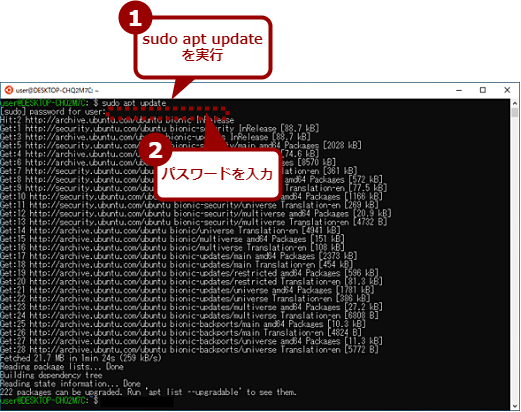 1
sudo apt update
を実行
user@DESKTOP-CHQ2M7C: ~
user@DESKTOP-CHQ2M7C: $ sudo apt update
[sudo] password for user:
Hit:2 http://archive.ubuntu.com/ubuntu bionic InRelease
Get:1 http://security.ubuntu.com/ubuntu bionic-security InRelease [88.7 kB]
Get:3 http://archive.ubuntu.com/ubuntu bionic-updates InRelease [88.7 kB]
Get:5 http://security.ubuntu.com/ubuntu bionic-security/main amd64 Packages [2028 kB]
Get:4 http://archive.ubuntu.com/ubuntu [74.6 kB]
Get:6 http://archive.ubuntu.com/ubuntu [8570 kB]
Get:7 http://security.ubuntu.com/ubuntu Translation-en [361 kB]
Get:8 http://security.ubuntu.com/ubuntu amd64 Packages [572 kB]
Get:9 http://security.ubuntu.com/ubuntu Translation-en [77.5 kB]
Get:10 http://security.ubuntu.com/ubuntu amd64 Packages [1166 kB]
Get:11 http://security.ubuntu.com/ubuntu bionic-security/universe Translation-en [269 kB]
Get:12 http://security.ubuntu.com/ubuntu bionic-security/multiverse amd64 Packages [20.9 kB]
Get:13 http://security.ubuntu.com/ubuntu bionic-security/multiverse Translation-en [4732 B]
Get:14 http://archive.ubuntu.com/ubuntu bionic/universe Translation-en [4941 kB]
Get:15 http://archive.ubuntu.com/ubuntu bionic/multiverse amd64 Packages [151 kB]
Get:16 http://archive.ubuntu.com/ubuntu bionic/multiverse Translation-en [108 kB]
Get:17 http://archive.ubuntu.com/ubuntu bionic-updates/main amd64 Packages [2373 kB]
Get:18 http://archive.ubuntu.com/ubuntu bionic-updates/main Translation-en [454 kB]
Get:19 http://archive.ubuntu.com/ubuntu bionic-updates/restricted amd64 Packages [596 kB]
Get:20 http://archive.ubuntu.com/ubuntu bionic-updates/restricted Translation-en [81.3 kB]
Get:21 http://archive.ubuntu.com/ubuntu bionic-updates/universe amd64 Packages [1781 kB]
Get:22 http://archive.ubuntu.com/ubuntu bionic-updates/universe Translation-en [386 kB]
Get:23 http://archive.ubuntu.com/ubuntu bionic-updates/multiverse amd64 Packages [27.2 kB]
Get:24 http://archive.ubuntu.com/ubuntu bionic-updates/multiverse Translation-en [6808 B]
Get:25 http://archive.ubuntu.com/ubuntu bionic-backports/main amd64 Packages [10.3 kB]
Get:26 http://archive.ubuntu.com/ubuntu bionic-backports/main Translation-en [4824 B]
Get:27 http://archive.ubuntu.com/ubuntu bionic-backports/universe amd64 Packages [11.3 kB]
Get:28 http://archive.ubuntu.com/ubuntu bionic-backports/universe Translation-en [5772 B]
Fetched 21.7 MB in 1min 24s (259 kB/s)
Reading package lists... Done
Building dependency tree
Reading state information... Done
222 packages can be upgraded. Run 'apt list --upgradable' to see them.
user@DESKTOP-CHQ2M7C: $
2
パスワードを入力